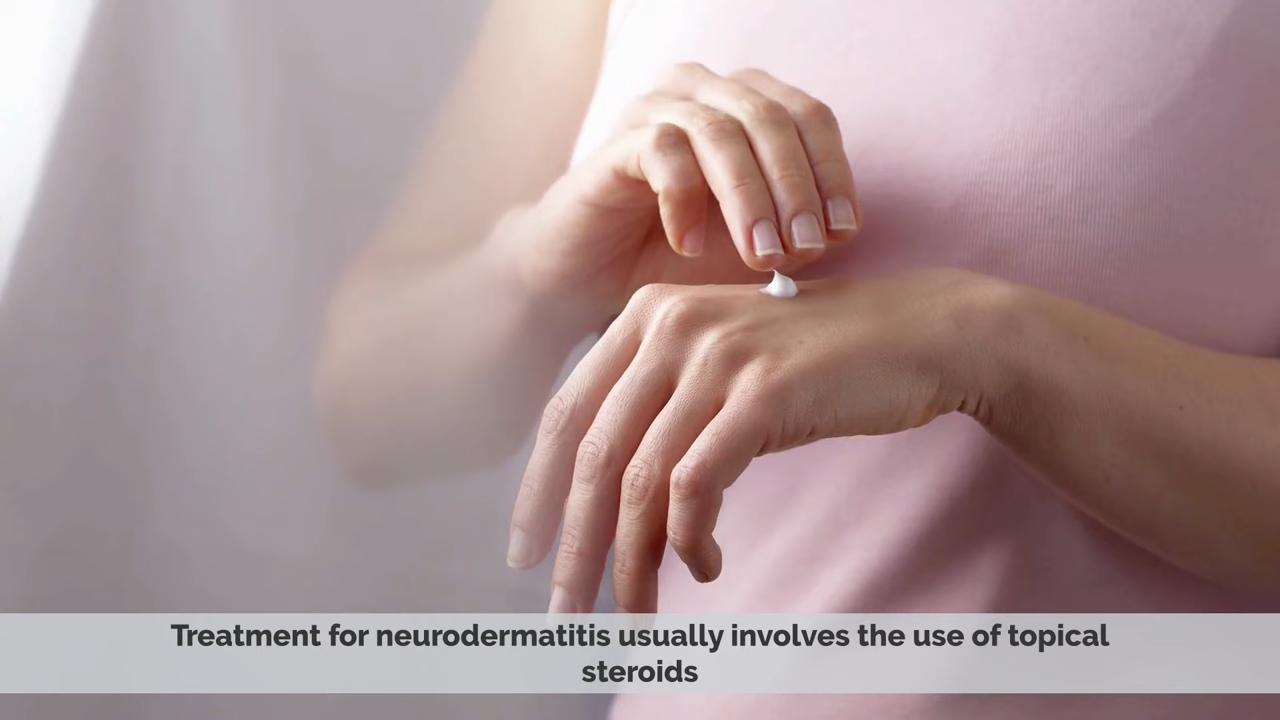 Treatment for neurodermatitis usually involves the use of topical
steroids